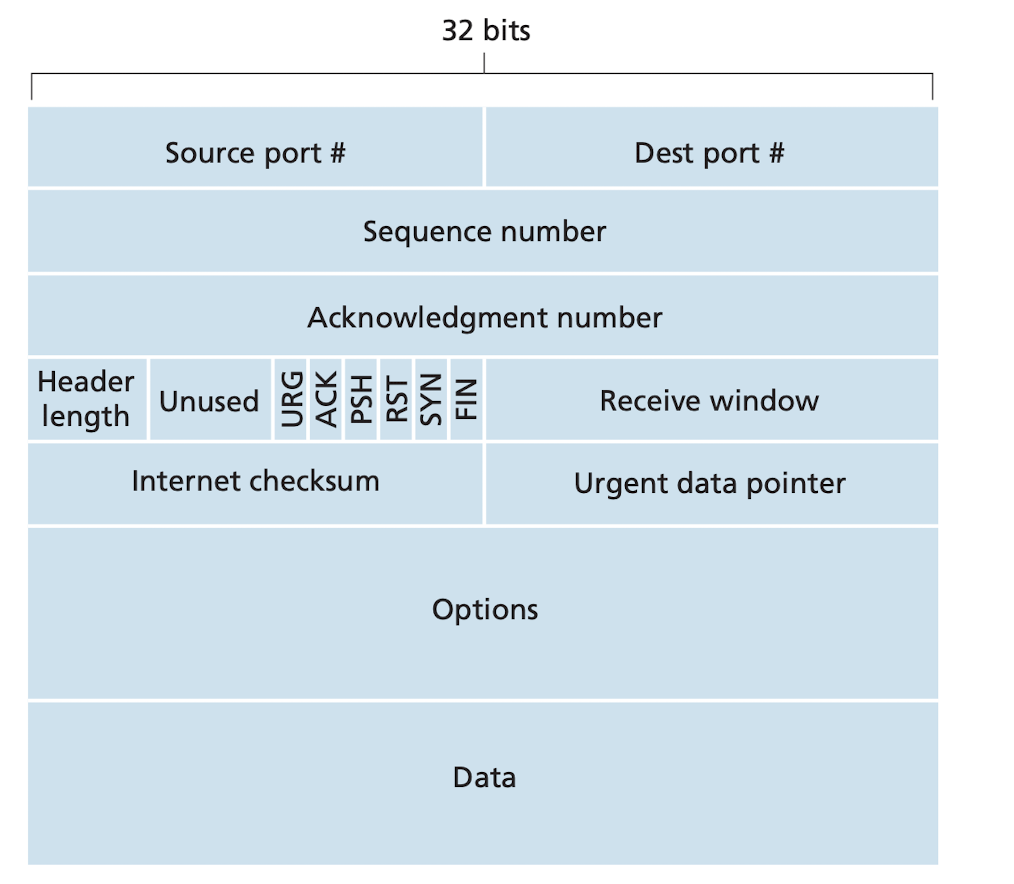 32 bits
Source port #
Dest port #
Sequence number
Acknowledgment number
Header
length
Unused
URG
ACK
PSH
RST
SYN
FIN
Receive window
Internet checksum
Urgent data pointer
Options
Data